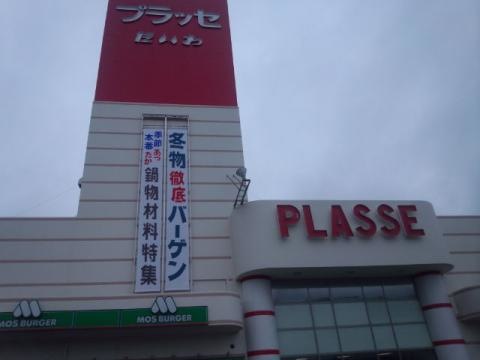 プラッセ
だいわ
季節
本番
あっ
たか
鍋物材料特集
冬物徹底バーゲン
PLASSE
MOS BURGER
MOS BURGER